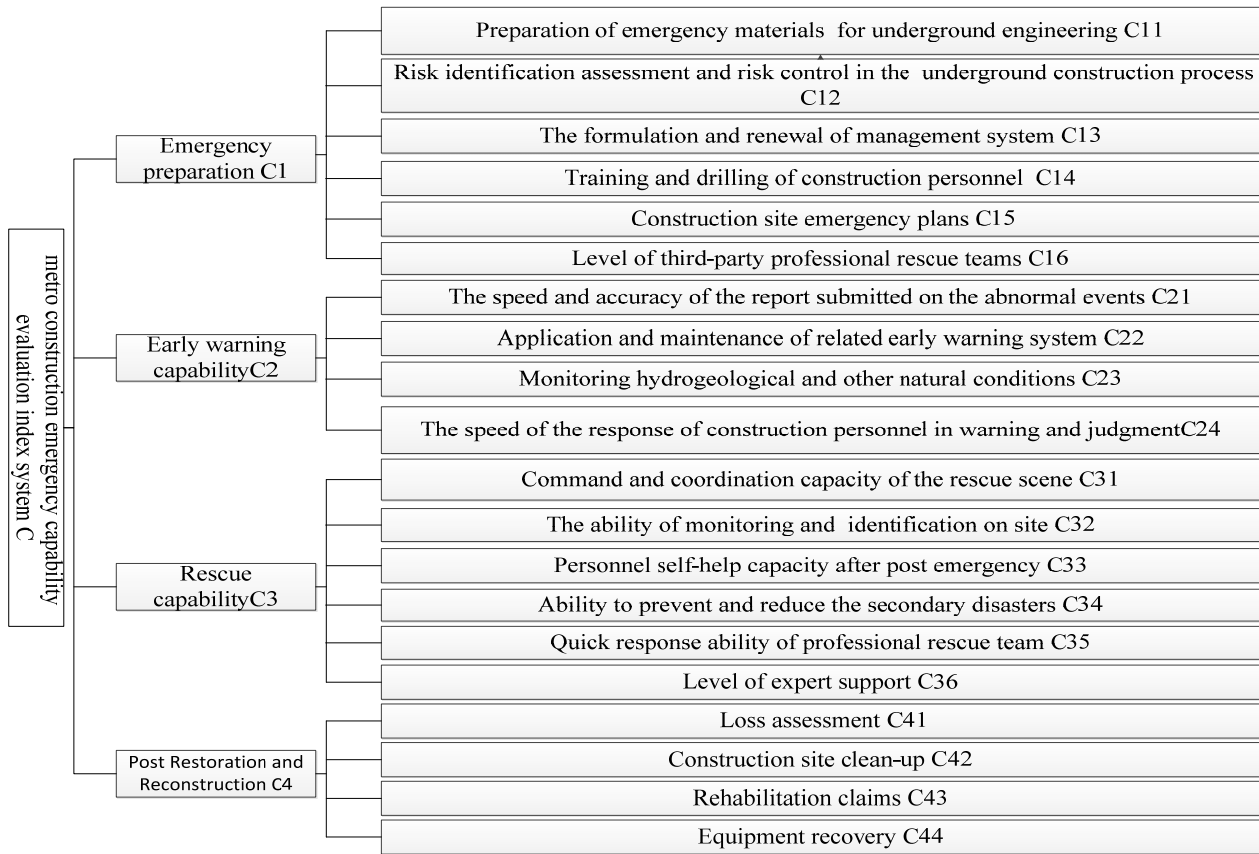 metro construction emergency capability
evaluation index system C
Emergency
preparation C1
Preparation of emergency materials for underground engineering C11
Risk identification assessment and risk control in the underground construction process
C12
The formulation and renewal of management system C13
Training and drilling of construction personnel C14
Construction site emergency plans C15
Level of third-party professional rescue teams C16
Early warning
capabilityC2
The speed and accuracy of the report submitted on the abnormal events C21
Application and maintenance of related early warning system C22
Monitoring hydrogeological and other natural conditions C23
The speed of the response of construction personnel in warning and judgmentC24
Rescue
capabilityC3
Command and coordination capacity of the rescue scene C31
The ability of monitoring and identification on site C32
Personnel self-help capacity after post emergency C33
Ability to prevent and reduce the secondary disasters C34
Quick response ability of professional rescue team C35
Level of expert support C36
Post Restoration and
Reconstruction C4
Loss assessment C41
Construction site clean-up C42
Rehabilitation claims C43
Equipment recovery C44